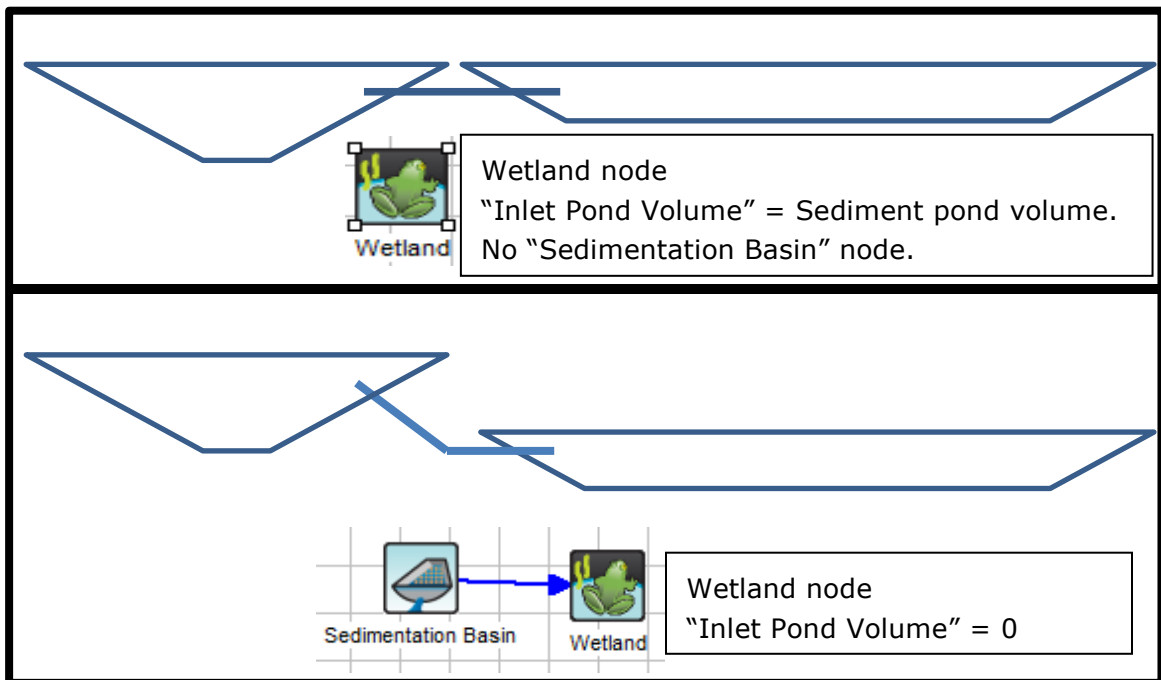 Wetland node
“Inlet Pond Volume” = Sediment pond volume.
No “Sedimentation Basin” node.
Wetland
Wetland node
“Inlet Pond Volume” = 0
Sedimentation Basin
Wetland